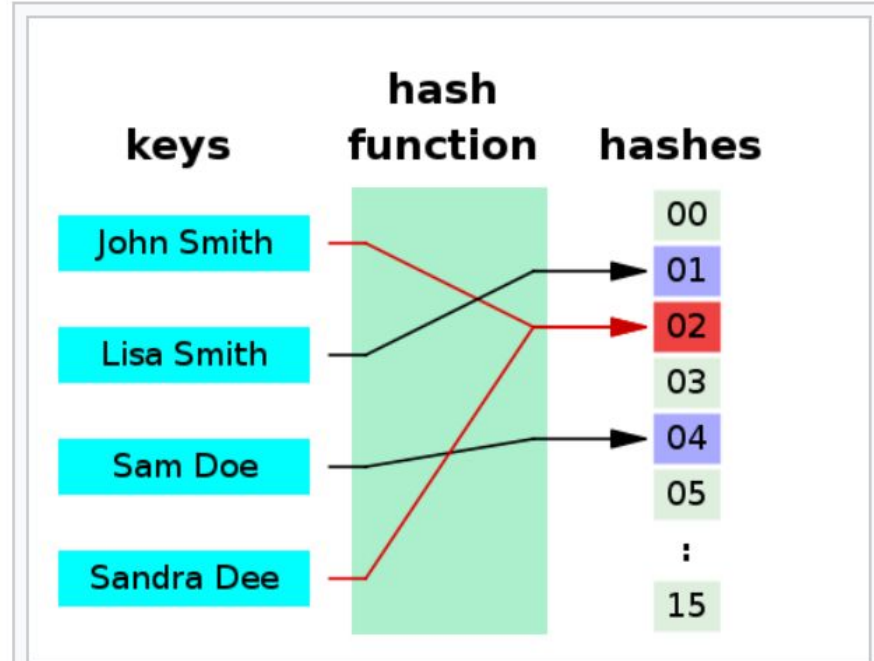 hash
keys function hashes
John Smith
Lisa Smith
Sam Doe
Sandra Dee
00
01
02
03
04
05
:
15